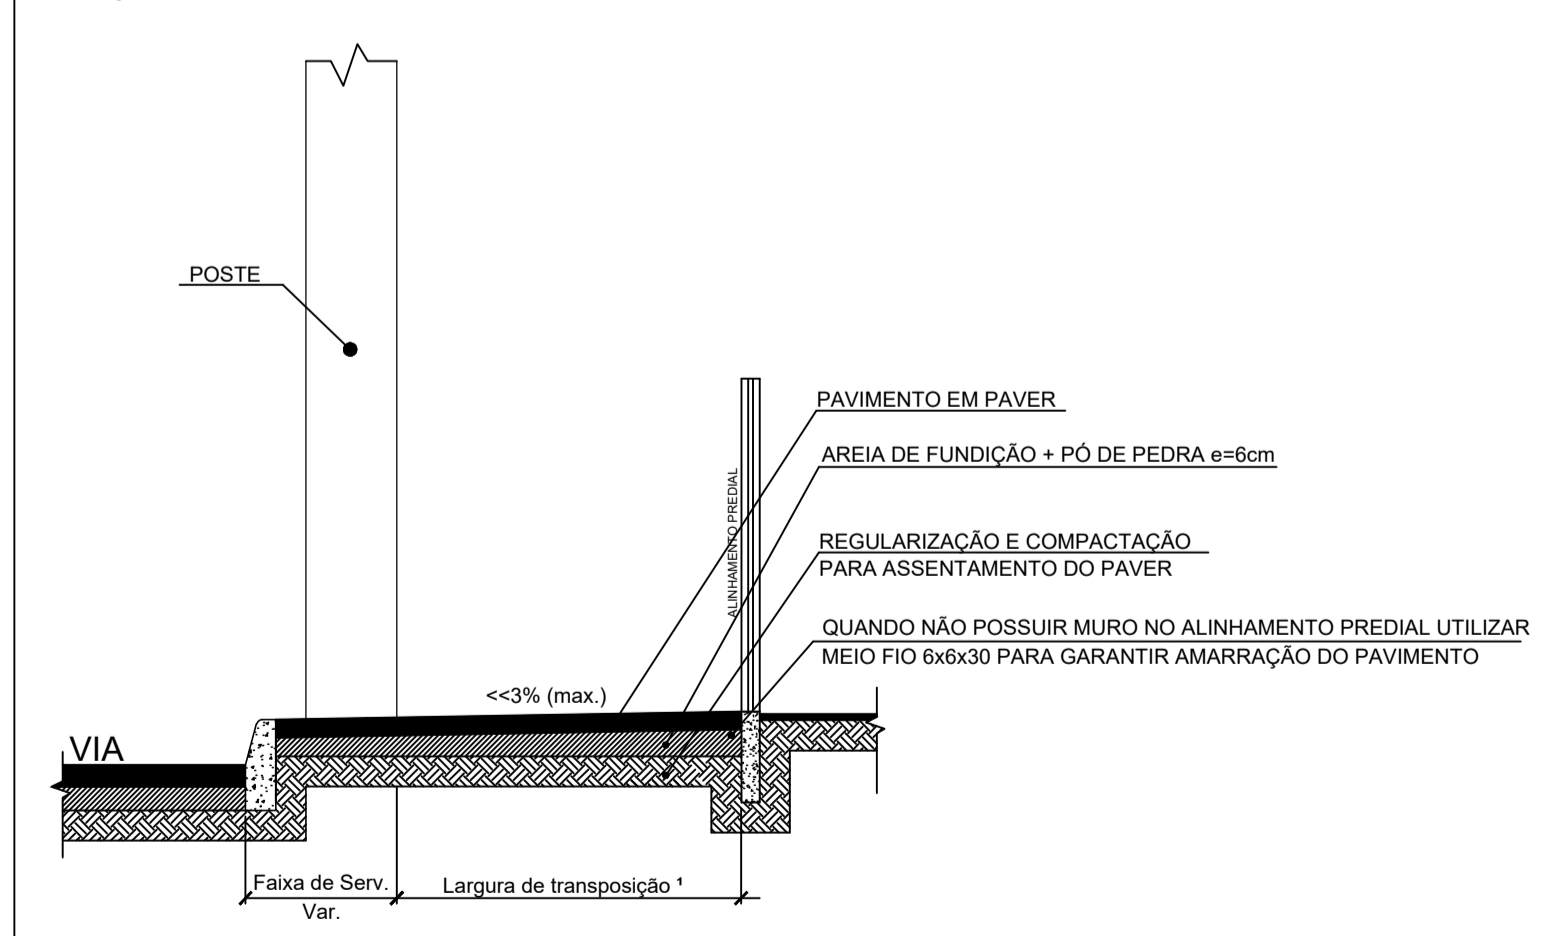 POSTE
PAVIMENTO EM PAVER
AREIA DE FUNDIÇÃO + PÓ DE PEDRA e=6cm
ALINHAMENTO PREDIAL
REGULARIZAÇÃO E COMPACTAÇÃO
PARA ASSENTAMENTO DO PAVER
QUANDO NÃO POSSUIR MURO NO ALINHAMENTO PREDIAL UTILIZAR
MEIO FIO 6x6x30 PARA GARANTIR AMARRAÇÃO DO PAVIMENTO
<<3% (max.)
VIA
Faixa de Serv.
Var.
Largura de transposição ¹